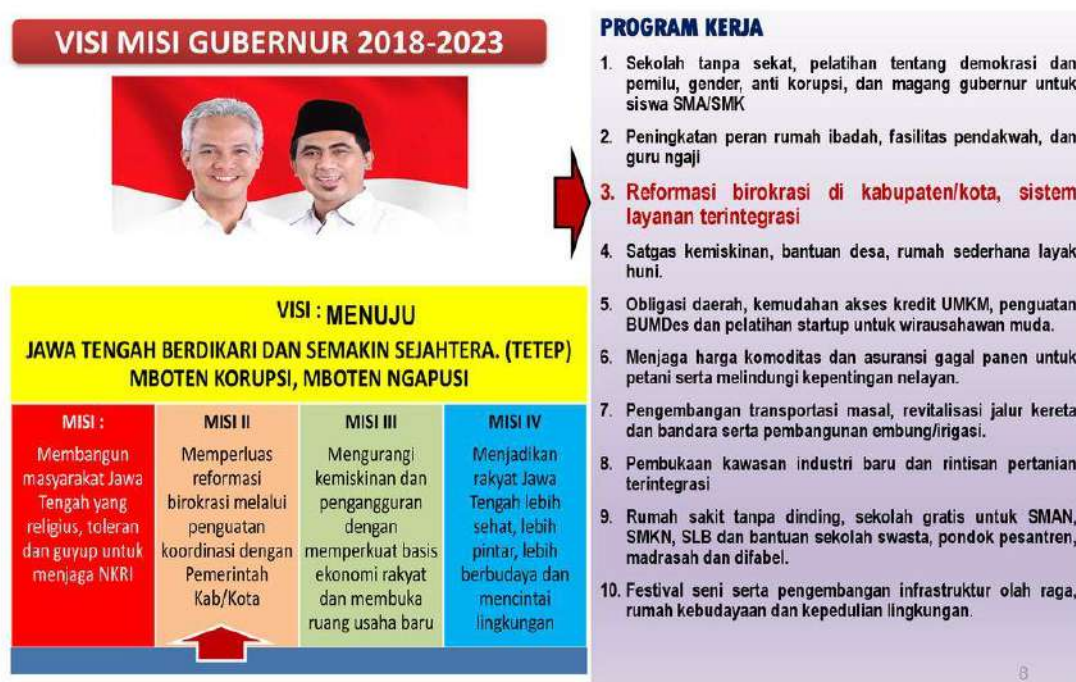 VISI MISI GUBERNUR 2018-2023
VISI : MENUJU
JAWA TENGAH BERDIKARI DAN SEMAKIN SEJAHTERA. (TETEP)
MBOTEN KORUPSI, MBOTEN NGAPUSI
MISI :
Membangun
masyarakat Jawa
Tengah yang
religius, toleran
dan guyup untuk
menjaga NKRI
MISI II
Memperluas
reformasi
birokrasi melalui
penguatan
koordinasi dengan
Pemerintah
Kab/Kota
MISI III
Mengurangi
kemiskinan dan
pengangguran
dengan
memperkuat basis
ekonomi rakyat
dan membuka
ruang usaha baru
MISI IV
Menjadikan
rakyat Jawa
Tengah lebih
sehat, lebih
pintar, lebih
berbudaya dan
mencintai
lingkungan
PROGRAM KERJA
1. Sekolah tanpa sekat, pelatihan tentang demokrasi dan
pemilu, gender, anti korupsi, dan magang gubernur untuk
siswa SMA/SMK
2. Peningkatan peran rumah ibadah, fasilitas pendakwah, dan
guru ngaji
3. Reformasi birokrasi di kabupaten/kota, sistem
layanan terintegrasi
4. Satgas kemiskinan, bantuan desa, rumah sederhana layak
huni.
5. Obligasi daerah, kemudahan akses kredit UMKM, penguatan
BUMDes dan pelatihan startup untuk wirausahawan muda.
6. Menjaga harga komoditas dan asuransi gagal panen untuk
petani serta melindungi kepentingan nelayan.
7. Pengembangan transportasi masal, revitalisasi jalur kereta
dan bandara serta pembangunan embung/irigasi.
8. Pembukaan kawasan industri baru dan rintisan pertanian
terintegrasi
9. Rumah sakit tanpa dinding, sekolah gratis untuk SMAN,
SMKN, SLB dan bantuan sekolah swasta, pondok pesantren,
madrasah dan difabel.
10. Festival seni serta pengembangan infrastruktur olah raga,
rumah kebudayaan dan kepedulian lingkungan.
8